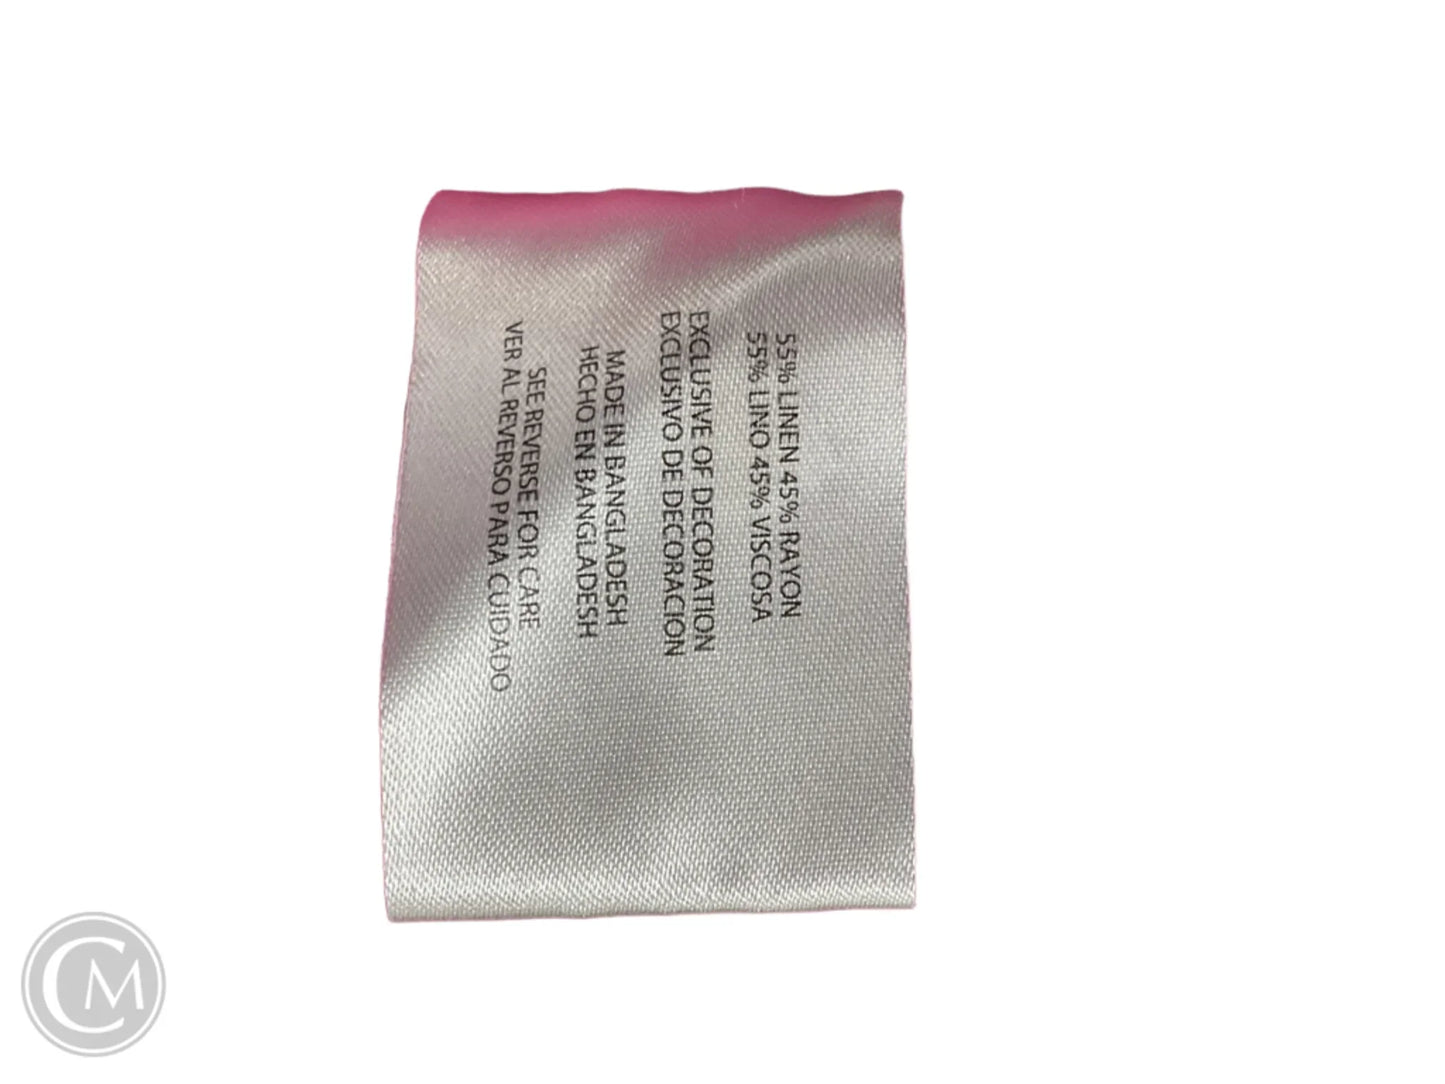 55% LINEN 45% RAYON
55% LINO 45% VISCOSA
EXCLUSIVE OF DECORATION
EXCLUSIVO DE DECORACION
MADE IN BANGLADESH
HECHO EN BANGLADESH
SEE REVERSE FOR CARE
VER AL REVERSO PARA CUIDADO
CM